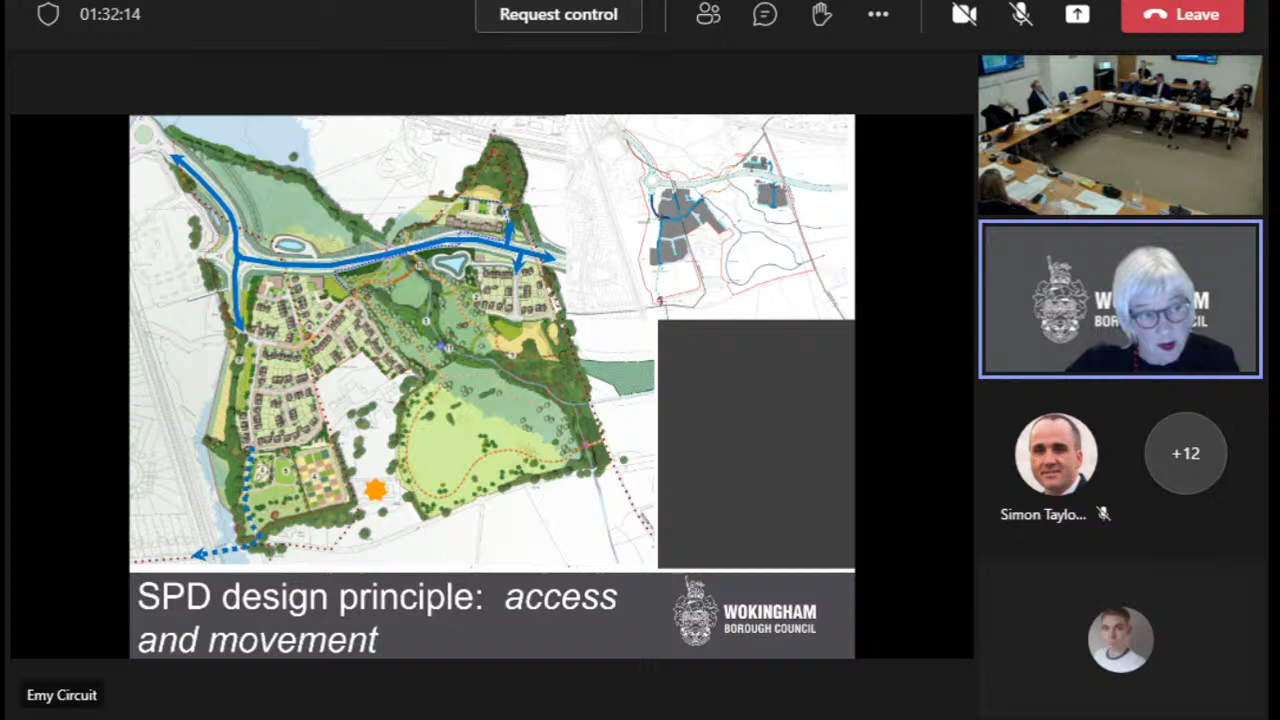 01:32:14
Request control
Leave
WOKINGHAM
BOROUGH COUNCIL
Simon Taylo...
+12
SPD design principle: access
and movement
WOKINGHAM
BOROUGH COUNCIL
Emy Circuit